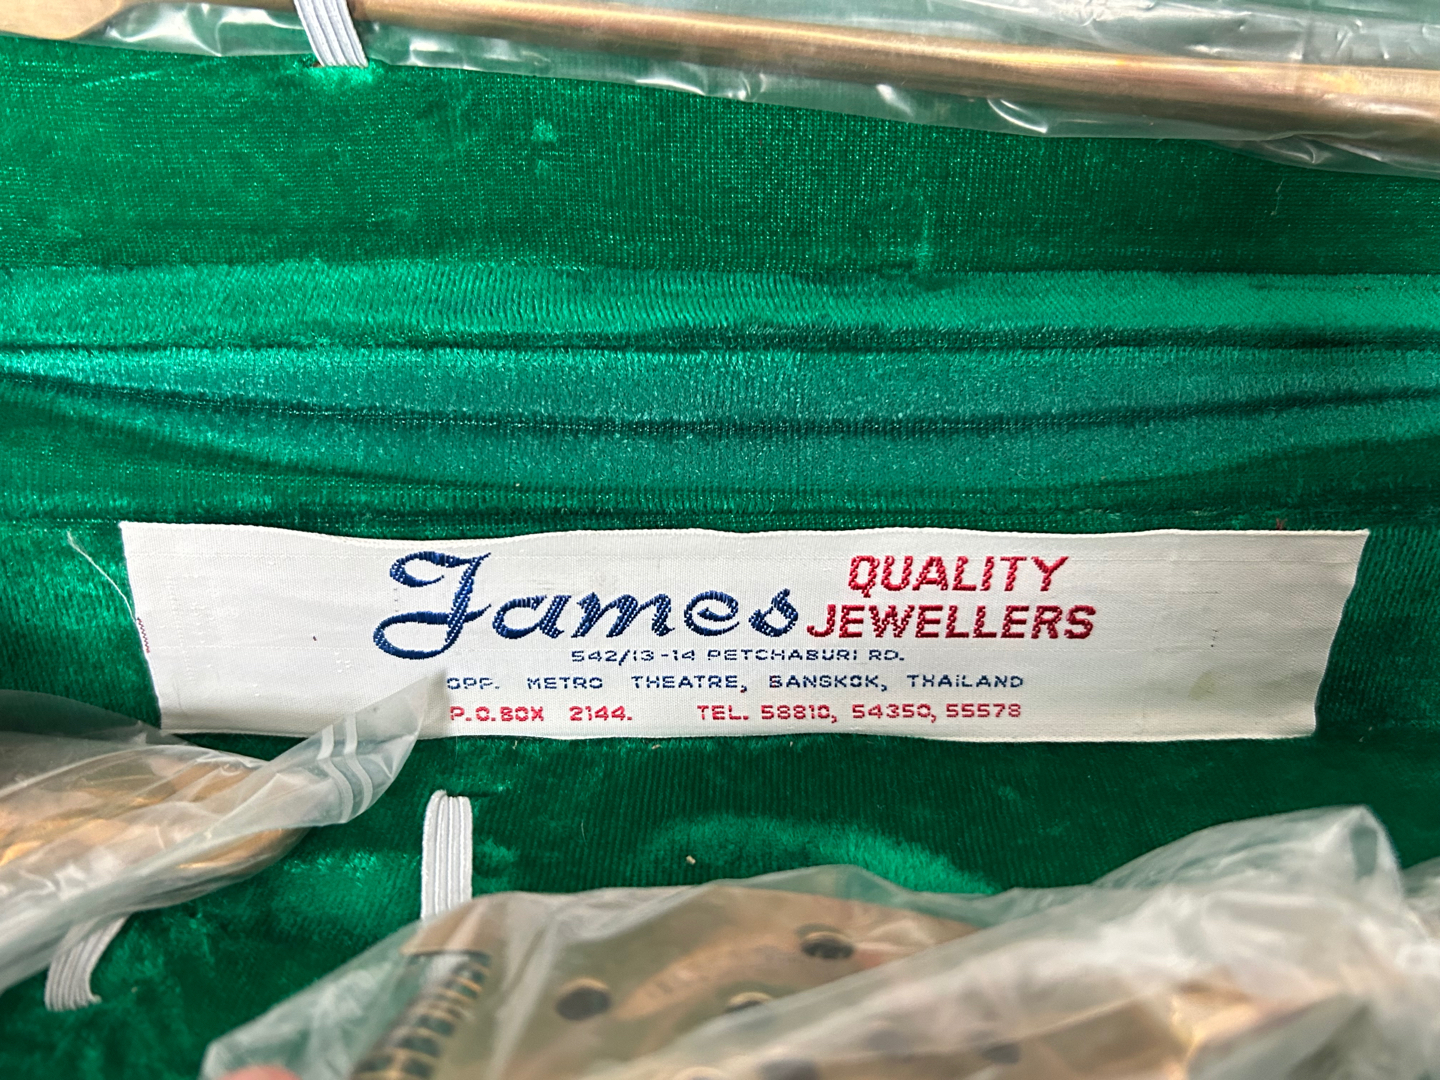 James QUALITY JEWELLERS
542/13-14 PETCHABURI RD.
OPP. METRO THEATRE, BANGKOK, THAILAND
P.O.BOX 2144. TEL. 58810, 54350, 55578